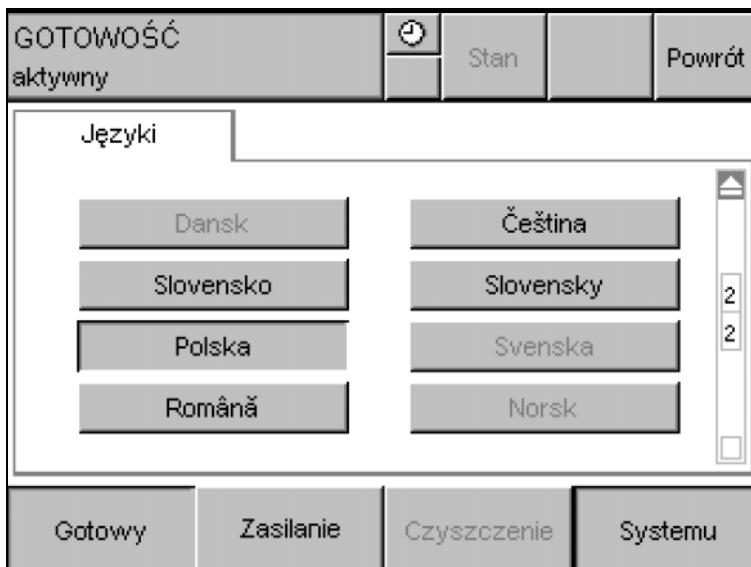 GOTOWOŚĆ
aktywny
Stan
Powrót
Języki
Dansk
Čeština
Slovensko
Slovensky
Polska
Svenska
Română
Norsk
2
2
Gotowy
Zasilanie
Czyszczenie
Systemu